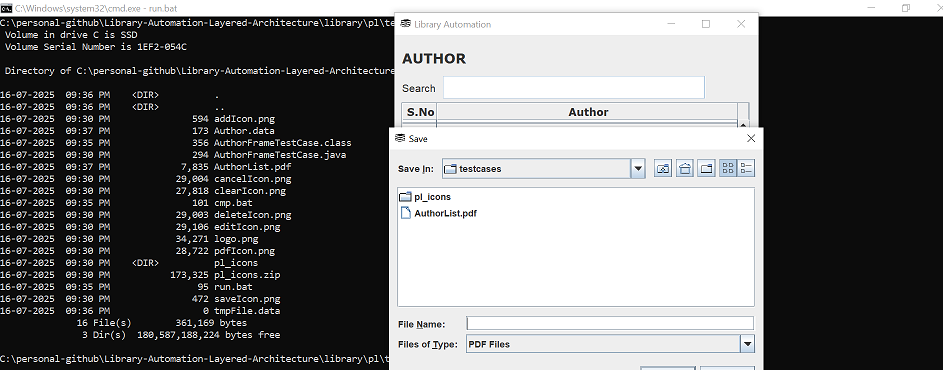 C:\Windows\system32\cmd.exe - run.bat
C:\personal-github\Library-Automation-Layered-Architecture\library\pl\te
Volume in drive C is SSD
Volume Serial Number is 1EF2-054C
Directory of C:\personal-github\Library-Automation-Layered-Architecture
16-07-2025 09:36 PM <DIR> .
16-07-2025 09:36 PM <DIR> ..
16-07-2025 09:30 PM 594 addIcon.png
16-07-2025 09:37 PM 173 Author.data
16-07-2025 09:35 PM 356 AuthorFrameTestCase.class
16-07-2025 09:30 PM 294 AuthorFrameTestCase.java
16-07-2025 09:37 PM 7,835 AuthorList.pdf
16-07-2025 09:30 PM 29,004 cancelIcon.png
16-07-2025 09:30 PM 27,818 clearIcon.png
16-07-2025 09:35 PM 101 cmp.bat
16-07-2025 09:30 PM 29,003 deleteIcon.png
16-07-2025 09:30 PM 29,106 editIcon.png
16-07-2025 09:30 PM 34,271 logo.png
16-07-2025 09:30 PM 28,722 pdfIcon.png
16-07-2025 09:30 PM <DIR> pl_icons
16-07-2025 09:30 PM 173,325 pl_icons.zip
16-07-2025 09:35 PM 95 run.bat
16-07-2025 09:30 PM 472 saveIcon.png
16-07-2025 09:36 PM 0 tmpFile.data
16 File(s) 361,169 bytes
3 Dir(s) 180,587,188,224 bytes free
C:\personal-github\Library-Automation-Layered-Architecture\library\pl\t
Library Automation
AUTHOR
Search
S.No Author
Save
Save In: testcases
pl_icons
AuthorList.pdf
File Name:
Files of Type: PDF Files